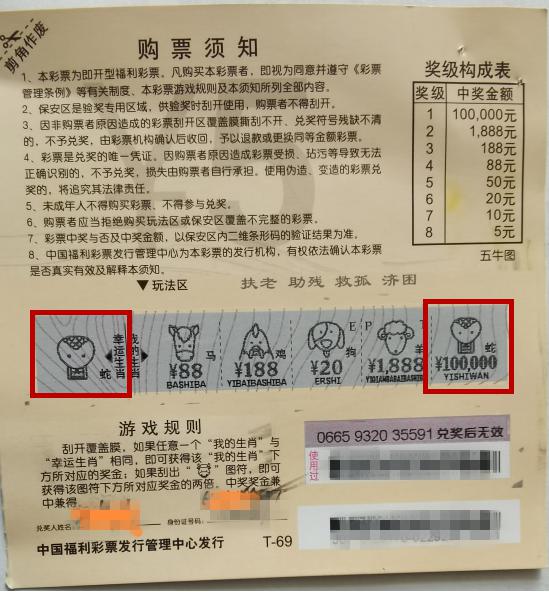 剪角作废
购票须知
1、本彩票为即开型福利彩票。凡购买本彩票者，即视为同意并遵守《彩票
管理条例》等有关制度、本彩票游戏规则及本须知所列全部内容。
2、保安区是验奖专用区域，供验奖时刮开使用，购票者不得刮开。
3、因非购票者原因造成的彩票刮开区覆盖膜撕刮不开、兑奖符号残缺不清
的，不予兑奖，由彩票机构确认后收回，予以退款或更换同等金额彩票。
4、彩票是兑奖的唯一凭证。因购票者原因造成彩票受损、玷污等导致无法
正确识别的，不予兑奖，损失由购票者自行承担。使用伪造、变造的彩票兑
奖的，将追究其法律责任。
5、未成年人不得购买彩票、不得参与兑奖。
6、购票者应当拒绝购买玩法区或保安区覆盖不完整的彩票。
7、彩票中奖与否及中奖金额，以保安区内二维条形码的验证结果为准。
8、中国福利彩票发行管理中心为本彩票的发行机构，有权依法确认本彩票
是否真实有效及解释本须知。
奖级构成表
奖级 中奖金额
1 100,000元
2 1,888元
3 188元
4 88元
5 50元
6 20元
7 10元
8 5元
五牛图
▼玩法区
扶老 助残 救孤 济困
蛇
幸运生肖
我的生肖
马
¥88
BASHIBA
鸡
¥188
YIBAIBASHIBA
E
狗
¥20
ERSHI
P
羊
¥1,888
T
蛇
¥100,000
YISHIWAN
游戏规则
刮开覆盖膜，如果任意一个“我的生肖”与
“幸运生肖”相同，即可获得该“我的生肖”下
方所对应的奖金；如果刮出“ ”图符，即可
获得该图符下方所对应奖金的两倍。中奖奖金兼
中兼得。
兑奖人姓名：
身份证号码：
中国福利彩票发行管理中心发行
T-69
0665 9320 35591 兑奖后无效
使用过